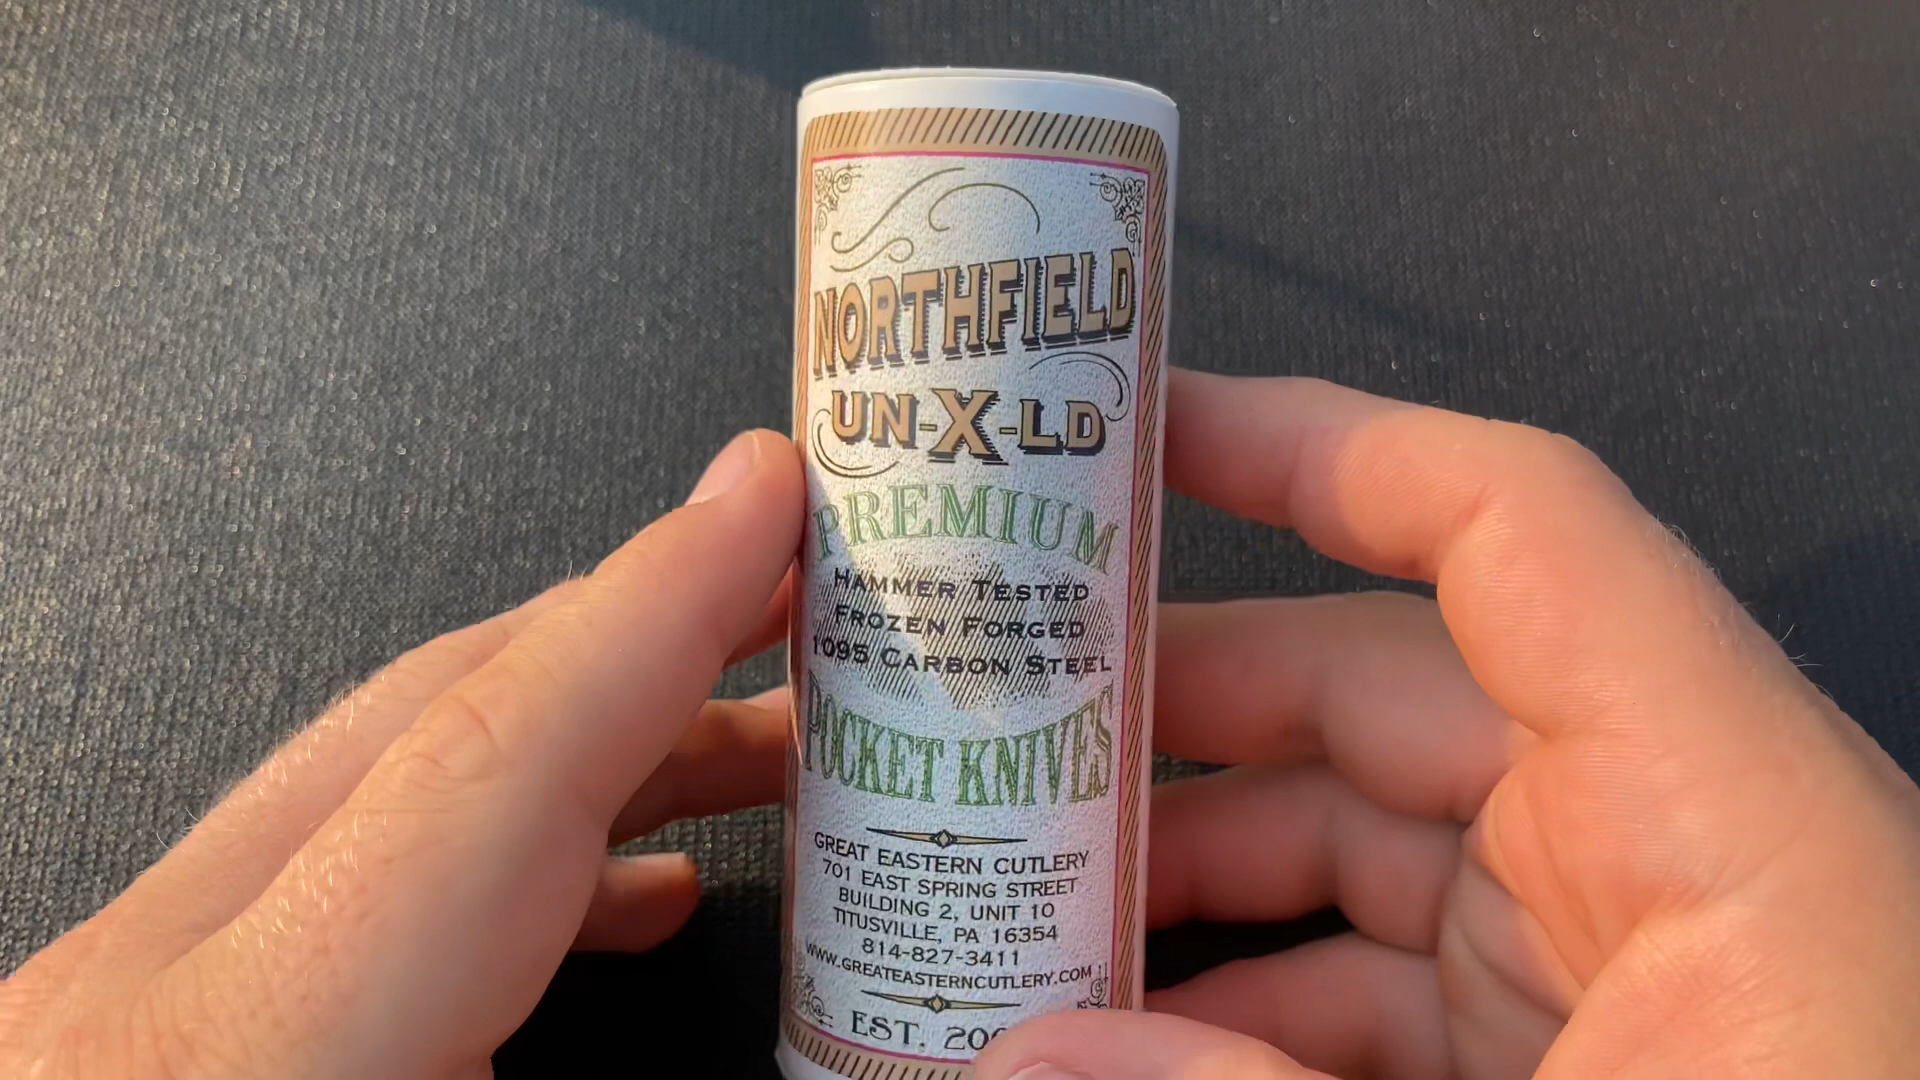 NORTHFIELD
UN-X-LD
PREMIUM
HAMMER TESTED
FROZEN FORGED
1095 CARBON STEEL
POCKET KNIVES
GREAT EASTERN CUTLERY
701 EAST SPRING STREET
BUILDING 2, UNIT 10
TITUSVILLE, PA 16354
814-827-3411
WWW.GREATEASTERNCUTLERY.COM
EST.